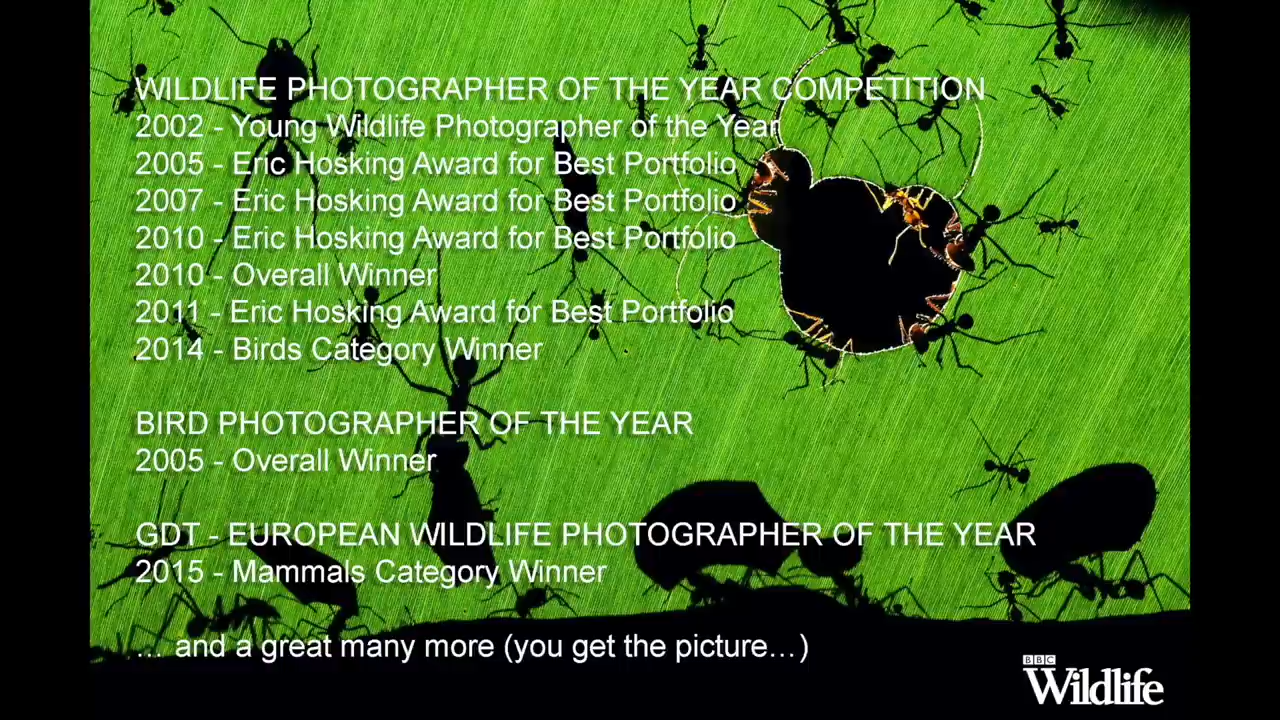 WILDLIFE PHOTOGRAPHER OF THE YEAR COMPETITION
2002 - Young Wildlife Photographer of the Year
2005 - Eric Hosking Award for Best Portfolio
2007 - Eric Hosking Award for Best Portfolio
2010 - Eric Hosking Award for Best Portfolio
2010 - Overall Winner
2011 - Eric Hosking Award for Best Portfolio
2014 - Birds Category Winner
BIRD PHOTOGRAPHER OF THE YEAR
2005 - Overall Winner
GDT - EUROPEAN WILDLIFE PHOTOGRAPHER OF THE YEAR
2015 - Mammals Category Winner
... and a great many more (you get the picture...)
BBC
Wildlife